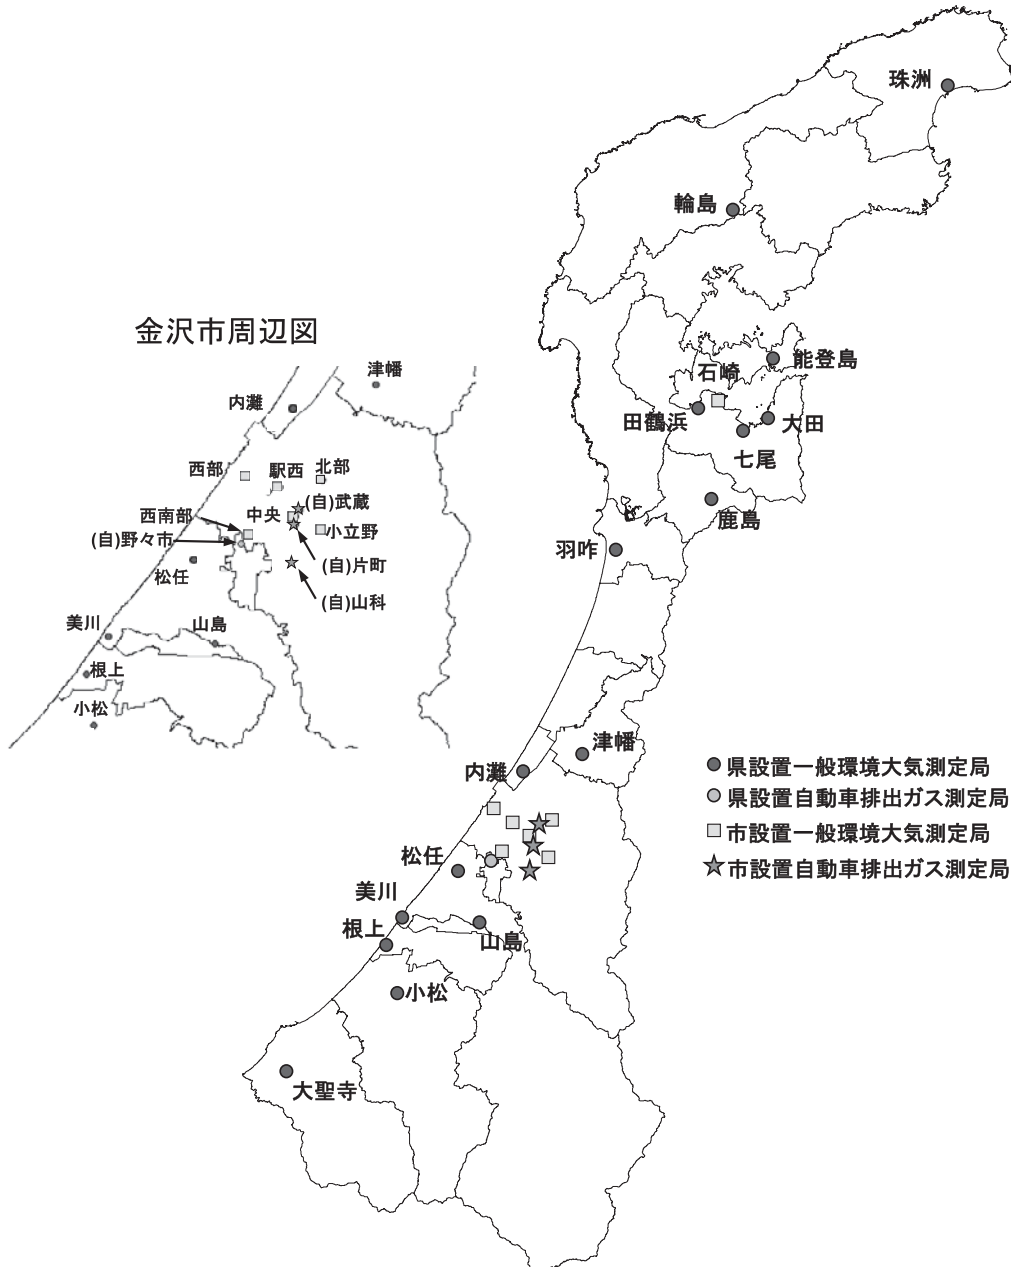 珠洲
輪島
能登島
石崎
田鶴浜
大田
七尾
鹿島
羽咋
津幡
内灘
松任
美川
根上
山島
小松
大聖寺
金沢市周辺図
津幡
内灘
西部
駅西
北部
(自)武蔵
西南部
中央
小立野
(自)野々市
(自)片町
松任
(自)山科
美川
山島
根上
小松
県設置一般環境大気測定局
県設置自動車排出ガス測定局
市設置一般環境大気測定局
市設置自動車排出ガス測定局